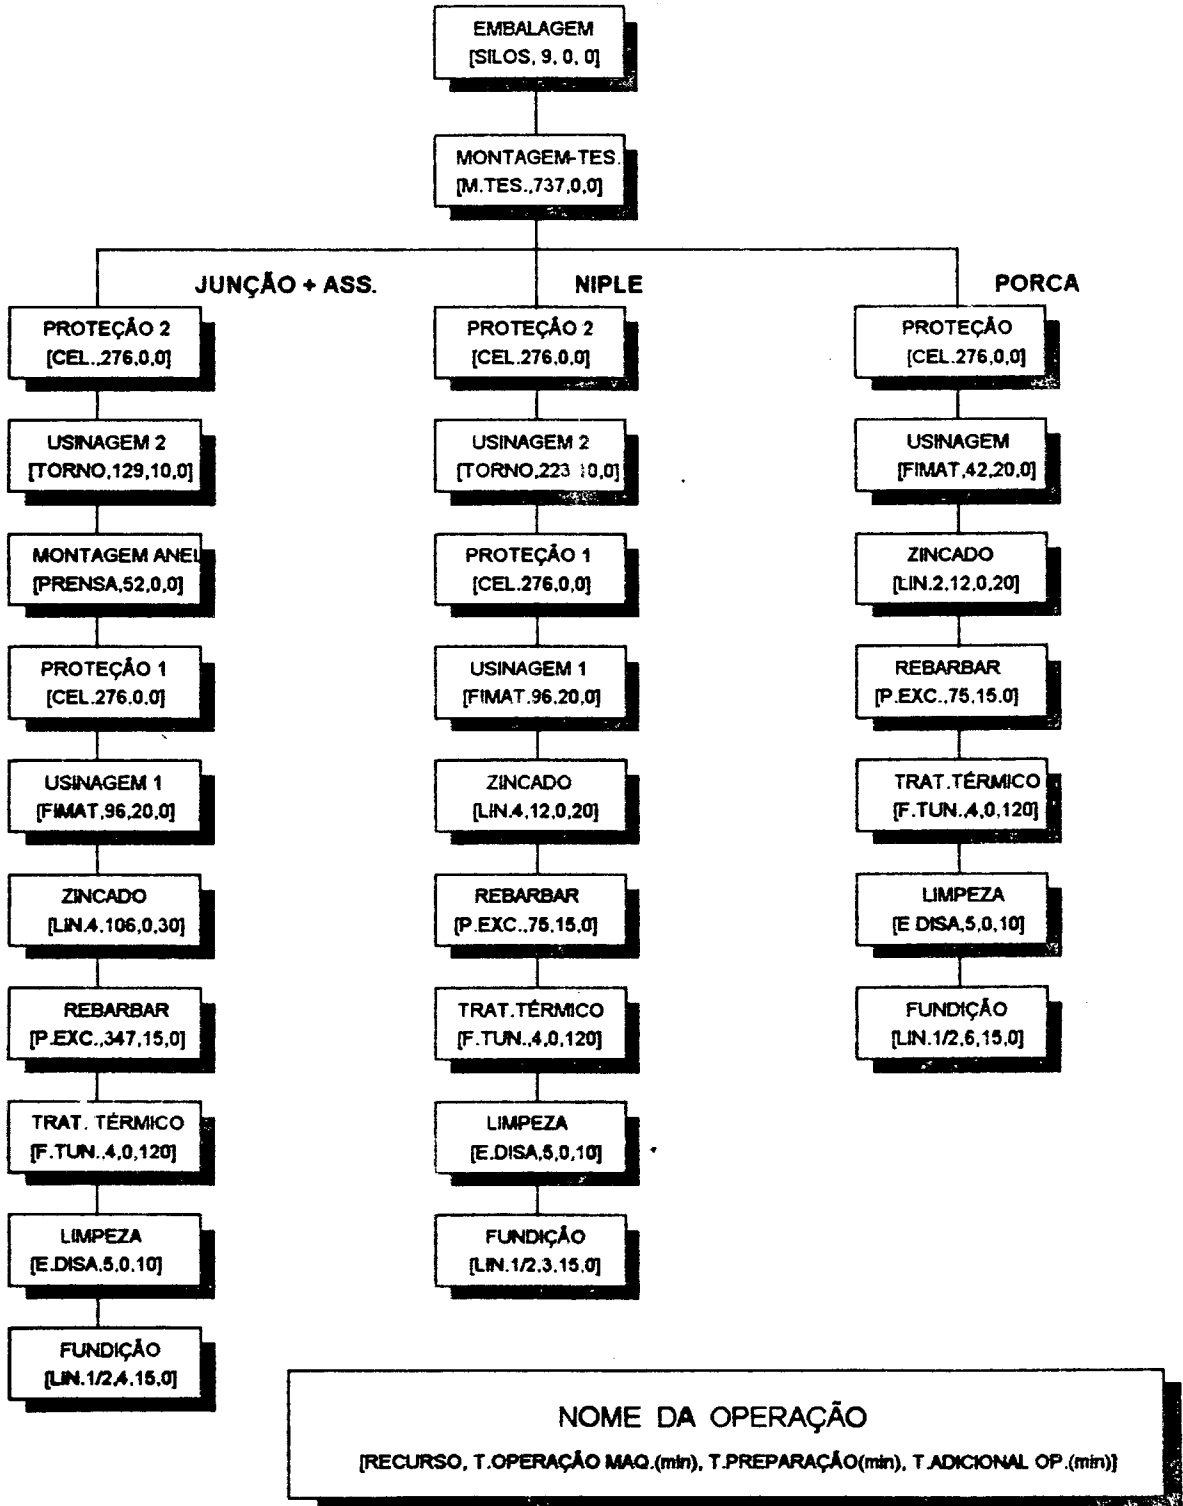 EMBALAGEM
[SILOS, 9, 0, 0]
MONTAGEM-TES.
[M.TES.,737,0,0]
JUNÇÃO + ASS.
PROTEÇÃO 2
[CEL.,276,0,0]
USINAGEM 2
[TORNO,129,10,0]
MONTAGEM ANEL
[PRENSA,52,0,0]
PROTEÇÃO 1
[CEL.276,0,0]
USINAGEM 1
[FIMAT,96,20,0]
ZINCADO
[LIN.4,106,0,30]
REBARBAR
[P.EXC.,347,15,0]
TRAT. TÉRMICO
[F.TUN.,4,0,120]
LIMPEZA
[E.DISA,5,0,10]
FUNDIÇÃO
[LIN.1/2,4,15,0]
NIPLE
PROTEÇÃO 2
[CEL.276,0,0]
USINAGEM 2
[TORNO,223 10,0]
PROTEÇÃO 1
[CEL.276,0,0]
USINAGEM 1
[FIMAT.96,20,0]
ZINCADO
[LIN.4,12,0,20]
REBARBAR
[P.EXC.,75,15,0]
TRAT.TÉRMICO
[F.TUN.,4,0,120]
LIMPEZA
[E.DISA,5,0,10]
FUNDIÇÃO
[LIN.1/2,3,15,0]
PORCA
PROTEÇÃO
[CEL.276,0,0]
USINAGEM
[FIMAT,42,20,0]
ZINCADO
[LIN.2,12,0,20]
REBARBAR
[P.EXC.,75,15,0]
TRAT.TÉRMICO
[F.TUN.,4,0,120]
LIMPEZA
[E DISA,5,0,10]
FUNDIÇÃO
[LIN.1/2,6,15,0]
NOME DA OPERAÇÃO
[RECURSO, T.OPERAÇÃO MAQ.(min), T.PREPARAÇÃO(min), T.ADICIONAL OP.(min)]